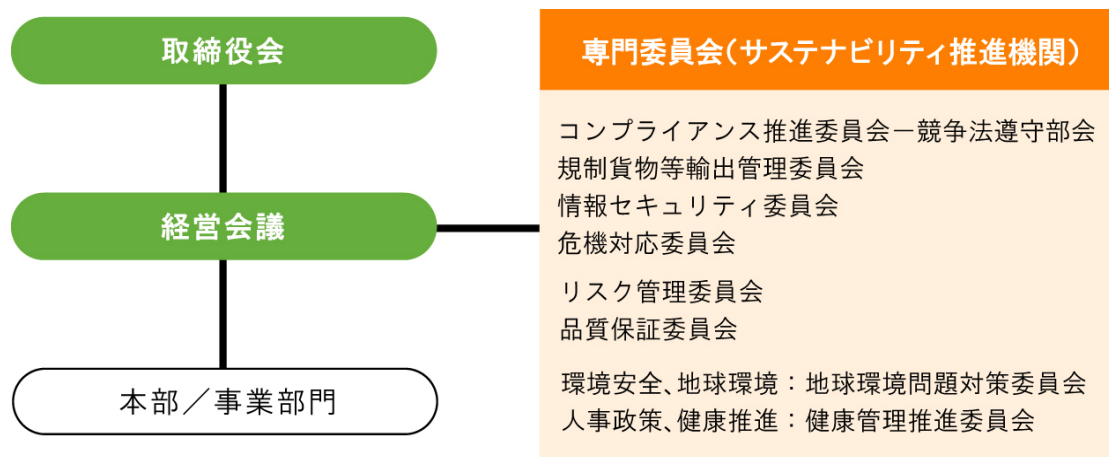 取締役会
経営会議
本部／事業部門
専門委員会（サステナビリティ推進機関）
コンプライアンス推進委員会－競争法遵守部会
規制貨物等輸出管理委員会
情報セキュリティ委員会
危機対応委員会
リスク管理委員会
品質保証委員会
環境安全、地球環境：地球環境問題対策委員会
人事政策、健康推進：健康管理推進委員会